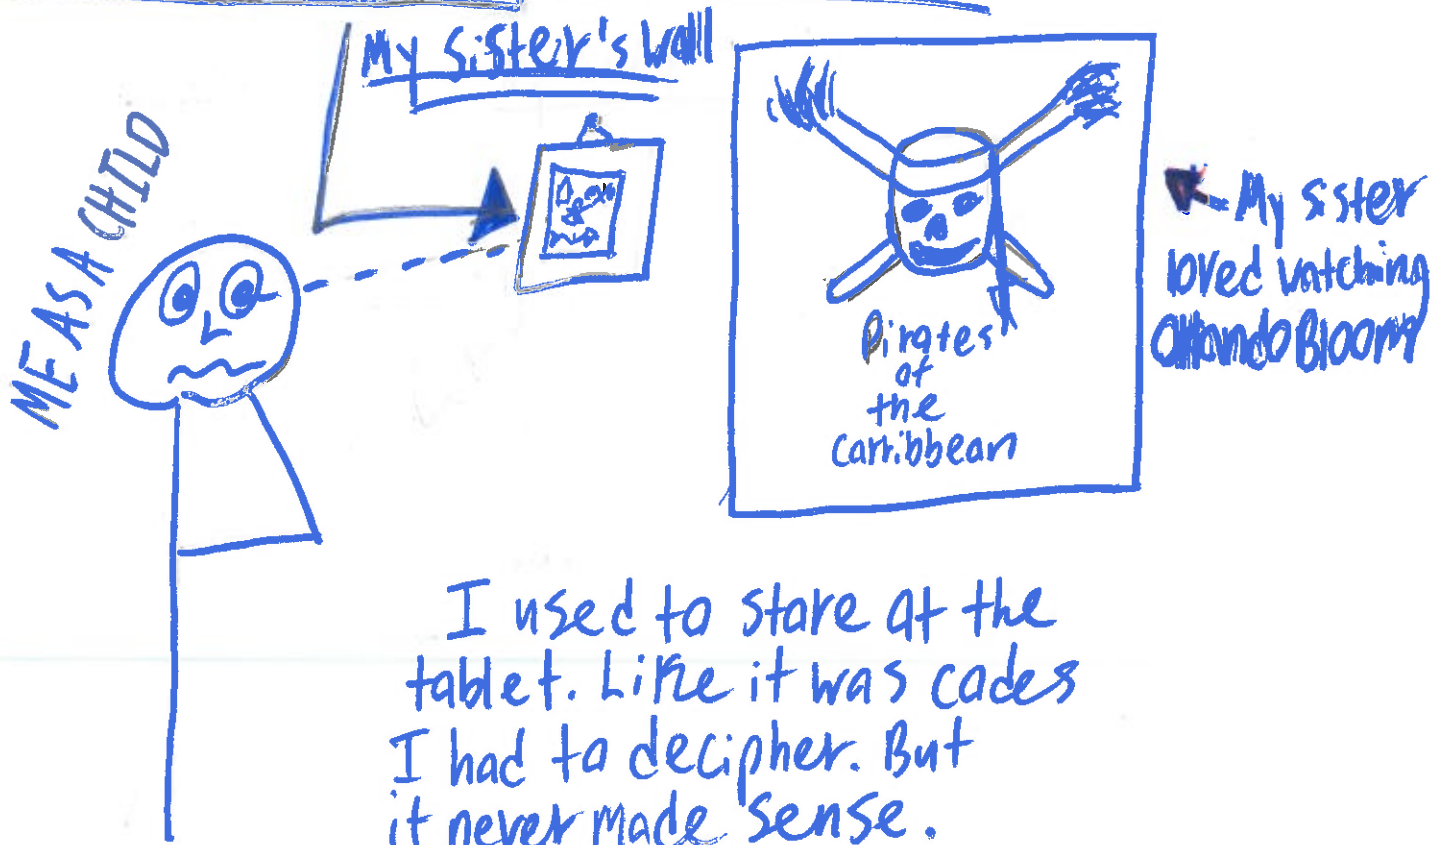 My Sister's Wall
ME AS A CHILD
Pirates
of
the
Carribbean
My sister
loved watching
Orlando Bloom
I used to stare at the
tablet. Like it was codes
I had to decipher. But
it never made sense.